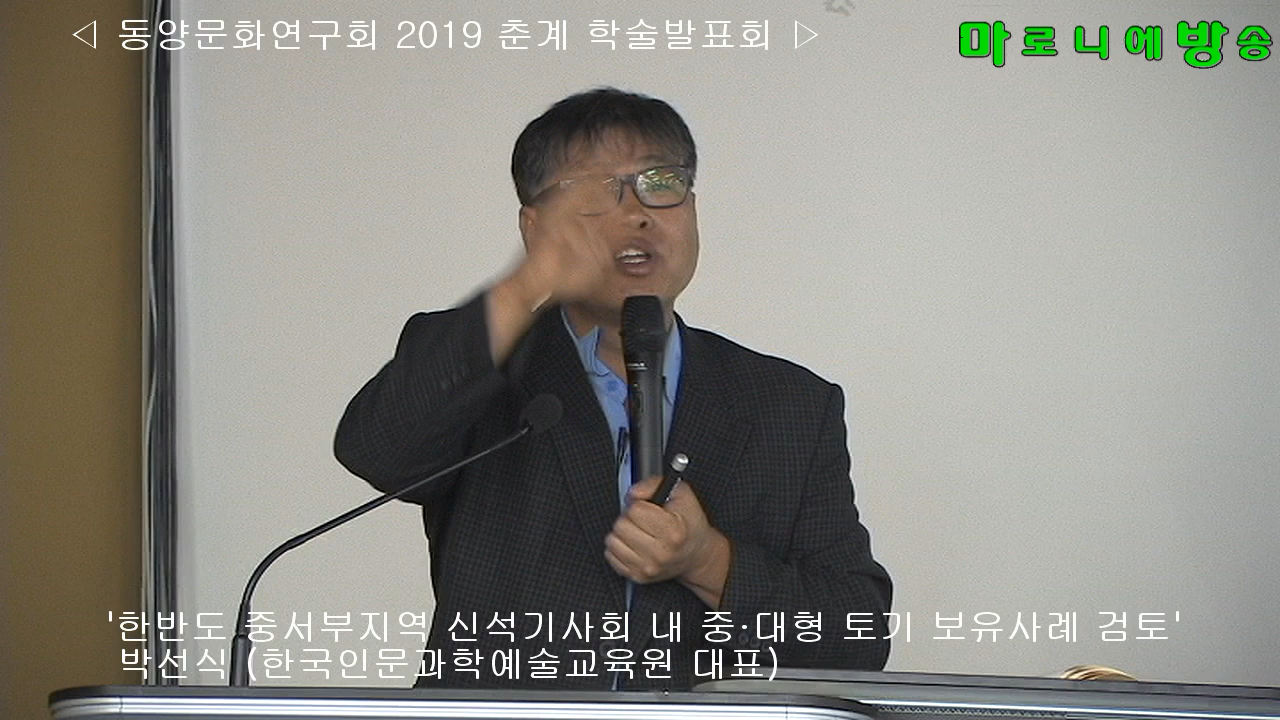 ◁ 동양문화연구회 2019 춘계 학술발표회 ▷
마로니에방송
'한반도 중서부지역 신석기사회 내 중·대형 토기 보유사례 검토'
박선식 (한국인문과학예술교육원 대표)